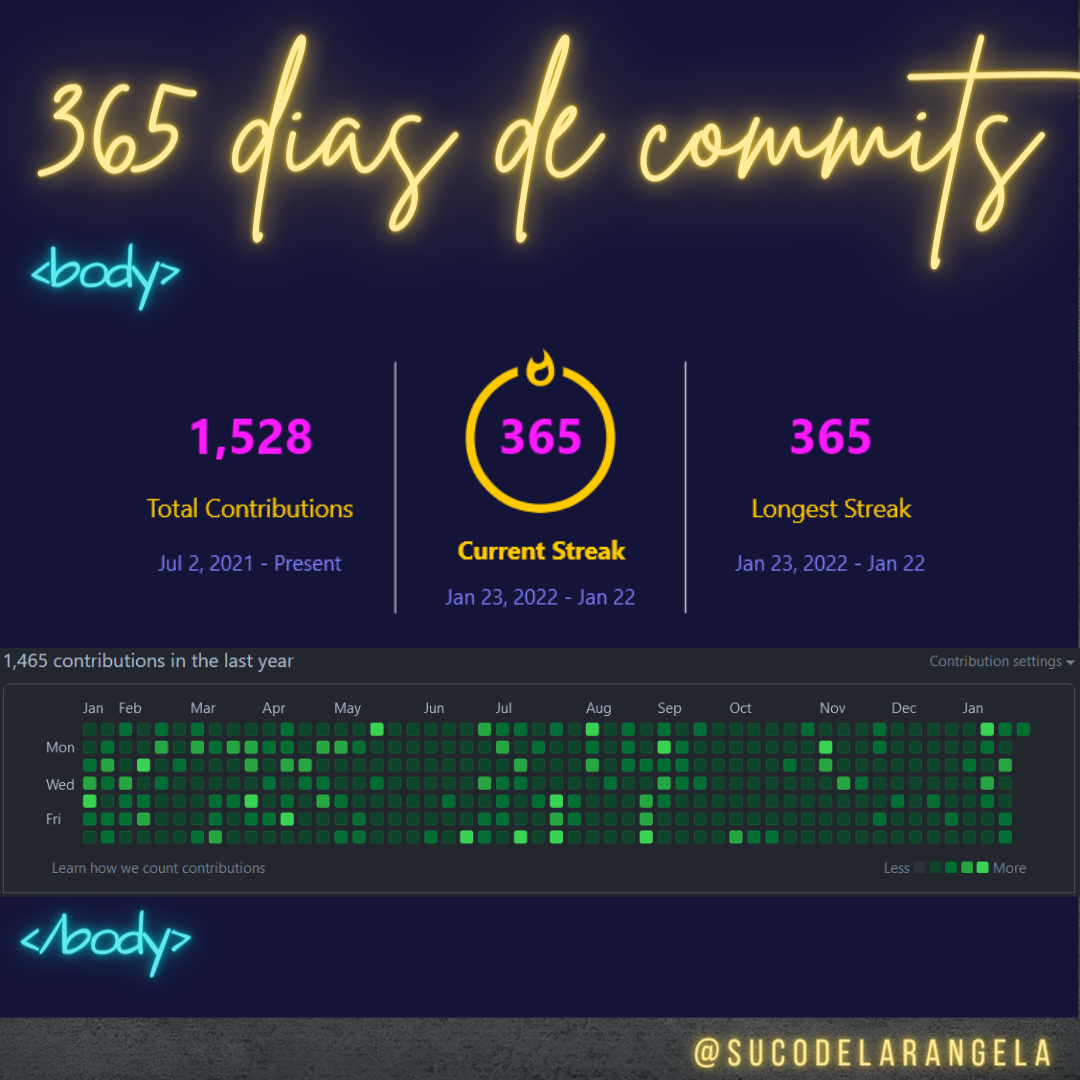 365 dias de commits
<body>
1,528
365
365
Total Contributions
Current Streak
Longest Streak
Jul 2, 2021 - Present
Jan 23, 2022 - Jan 22
Jan 23, 2022 - Jan 22
1,465 contributions in the last year
Contribution settings
Jan Feb Mar Apr May Jun Jul Aug Sep Oct Nov Dec Jan
Mon
Wed
Fri
Learn how we count contributions
Less More
</body>
@SUCODELARANGELA